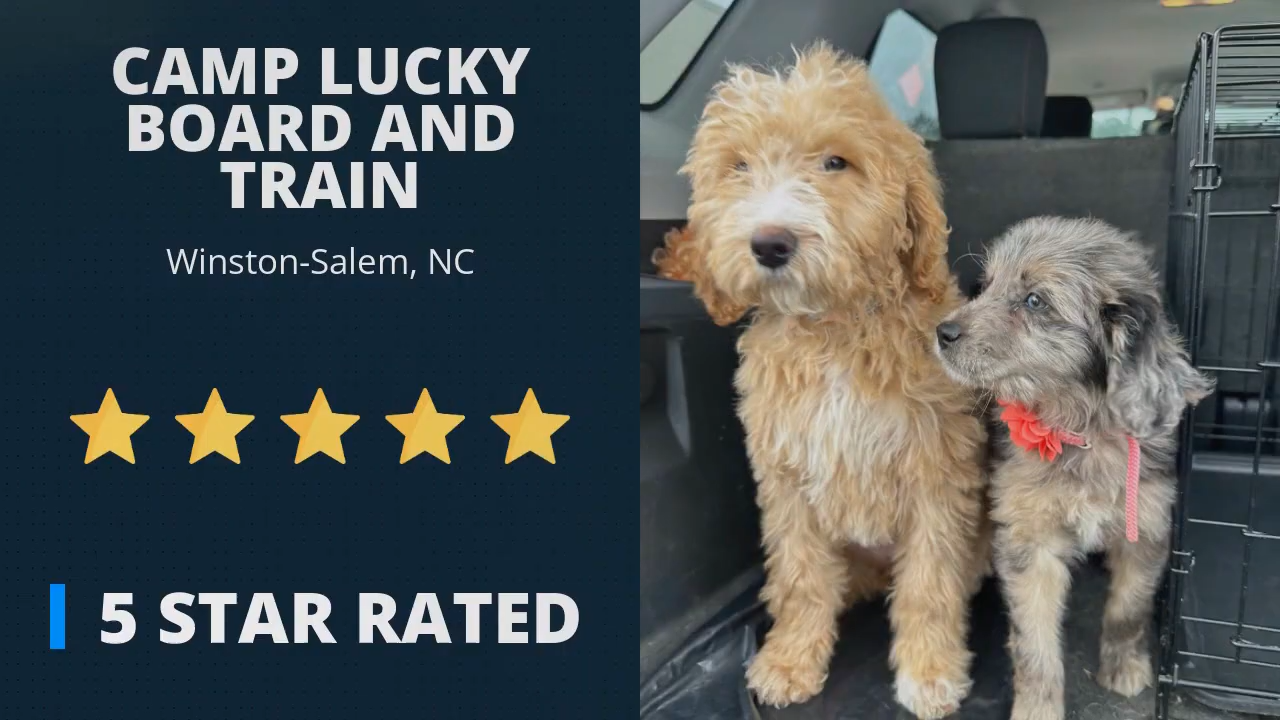 CAMP LUCKY
BOARD AND
TRAIN
Winston-Salem, NC
5 STAR RATED